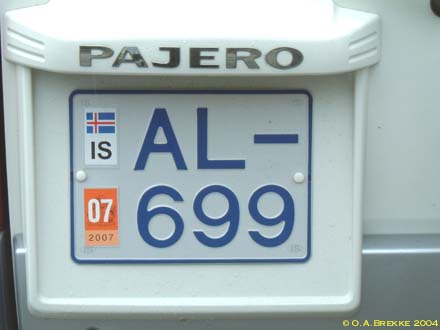 PAJERO
IS
AL-
07
699
2007
© O.A. BREKKE 2004